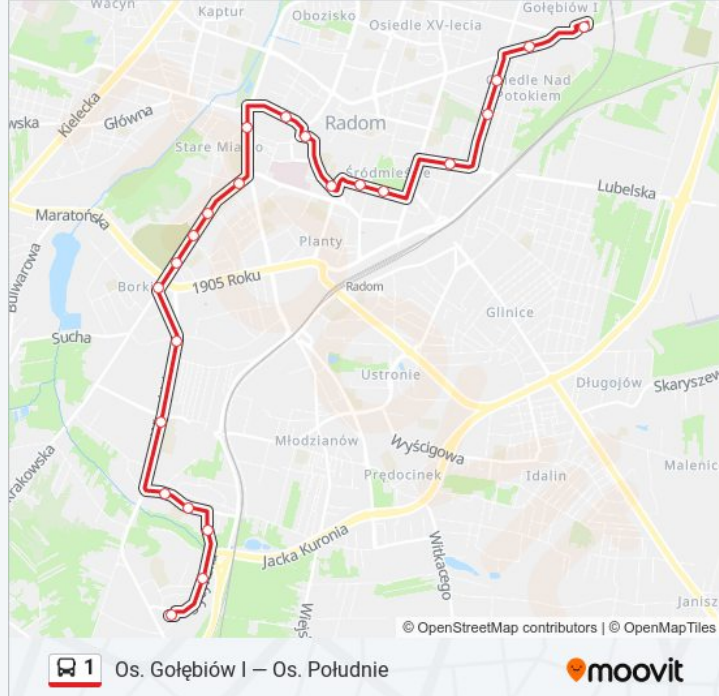 Wacyn
Kaptur
Obozisko
Osiedle XV-lecia
Gołębiów I
Kielecka
Główna
Osiedle Nad
Potokiem
Radom
Stare Miasto
Śródmieście
Lubelska
Maratońska
Planty
Bulwarowa
Borki
1905 Roku
Radom
Glinice
Sucha
Ustronie
Długojów
Skaryszew
Młodzianów
Wyścigowa
Krakowska
Prędocinek
Idalin
Malenic
Jacka Kuronia
Witkacego
Wiejs
Janisz
© OpenStreetMap contributors | © OpenMapTiles
1 Os. Gołębiów I — Os. Południe
moovit